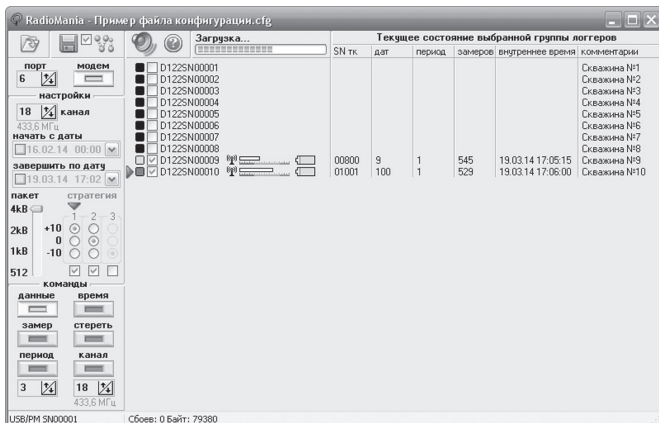 RadioMania - Пример файла конфигурации.cfg
Загрузка...
Текущее состояние выбранной группы логгеров
SN тк дат период замеров внутреннее время комментарии
порт модем
6
настройки
18 канал
433,6 МГц
начать с даты
16.02.14 00:00
завершить по дату
19.03.14 17:02
пакет стратегия
4kB
1 2 3
2kB +10
0
1kB -10
512
команды
данные время
замер стереть
период канал
3 18
433,6 МГц
D122SN00001 Скважина №1
D122SN00002 Скважина №2
D122SN00003 Скважина №3
D122SN00004 Скважина №4
D122SN00005 Скважина №5
D122SN00006 Скважина №6
D122SN00007 Скважина №7
D122SN00008 Скважина №8
D122SN00009 00800 9 1 545 19.03.14 17:05:15 Скважина №9
D122SN00010 01001 100 1 529 19.03.14 17:06:00 Скважина №10
USB/PM SN00001 Сбоев: 0 Байт: 79380